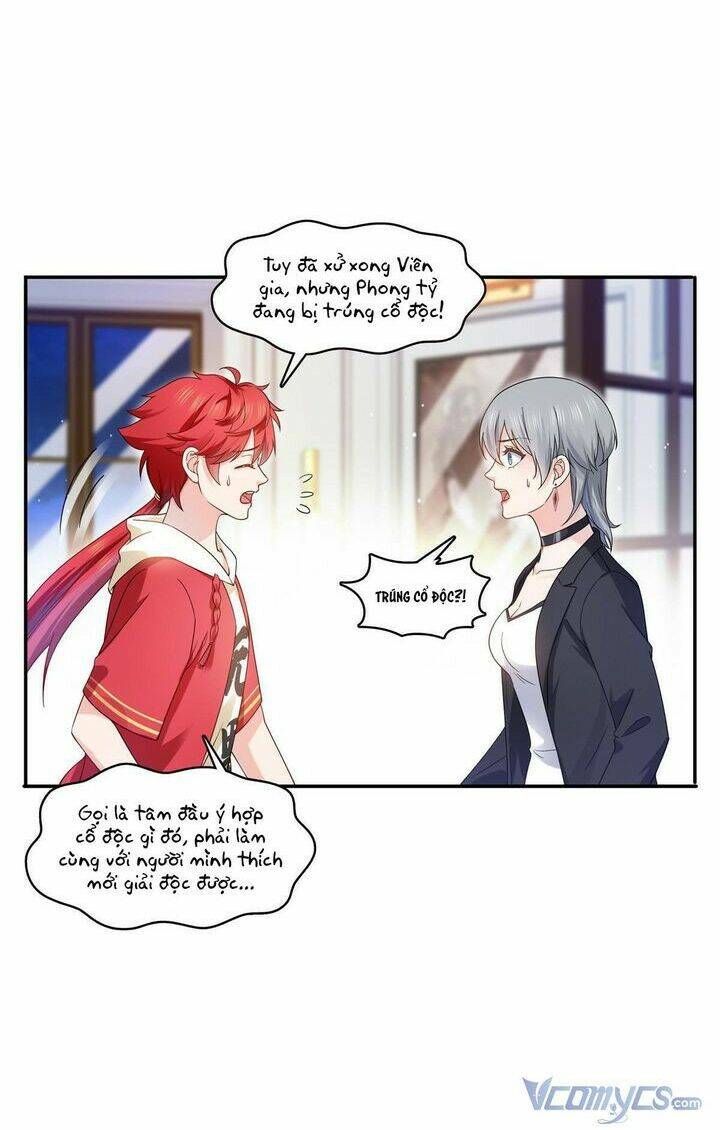 Tuy đã xử xong Viên
gia, nhưng Phong tỷ
đang bị trúng cổ độc!
TRÚNG CỔ ĐỘC?!
Gọi là tâm đầu ý hợp
cổ độc gì đó, phải làm
cùng với người mình thích
mới giải độc được...
Vcomycs.com